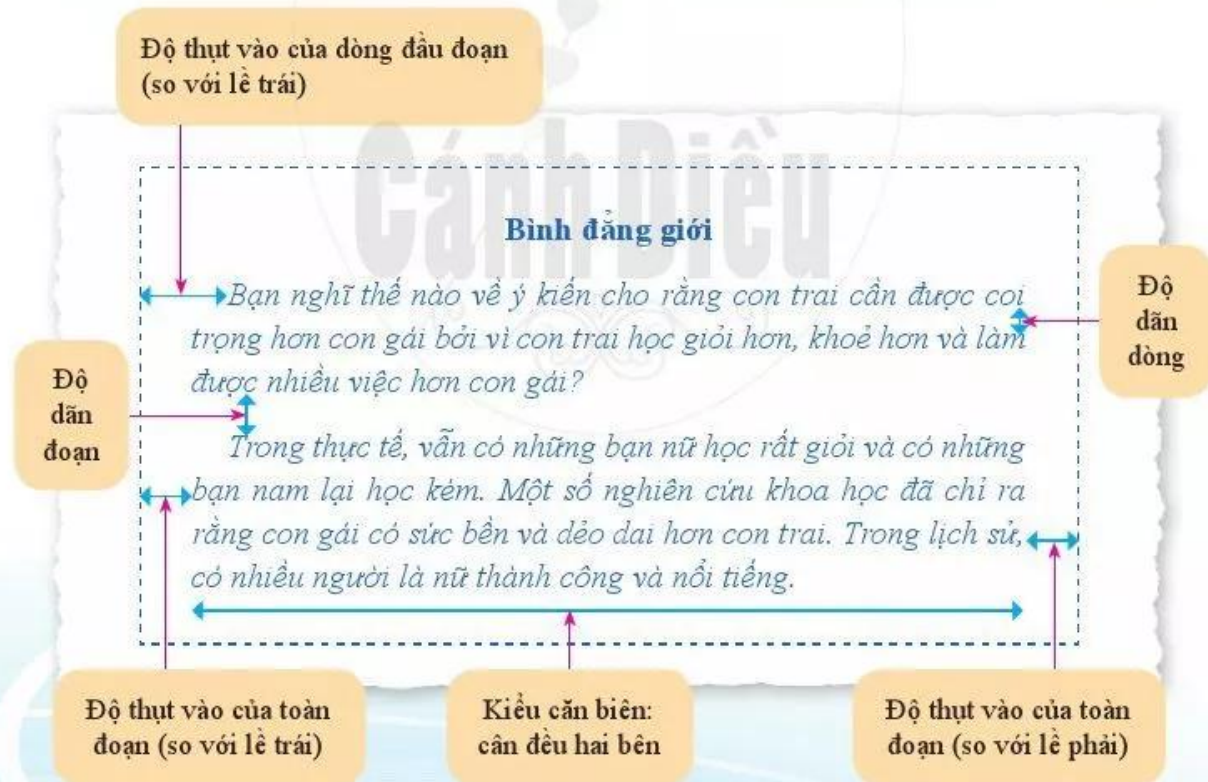 Độ thụt vào của dòng đầu đoạn
(so với lề trái)
Cánh Diều
Bình đẳng giới
Bạn nghĩ thế nào về ý kiến cho rằng con trai cần được coi
trọng hơn con gái bởi vì con trai học giỏi hơn, khoẻ hơn và làm
được nhiều việc hơn con gái?
Độ
dãn
dòng
Độ
dãn
đoạn
Trong thực tế, vẫn có những bạn nữ học rất giỏi và có những
bạn nam lại học kém. Một số nghiên cứu khoa học đã chỉ ra
rằng con gái có sức bền và dẻo dai hơn con trai. Trong lịch sử,
có nhiều người là nữ thành công và nổi tiếng.
Độ thụt vào của toàn
đoạn (so với lề trái)
Kiểu căn biên:
cân đều hai bên
Độ thụt vào của toàn
đoạn (so với lề phải)